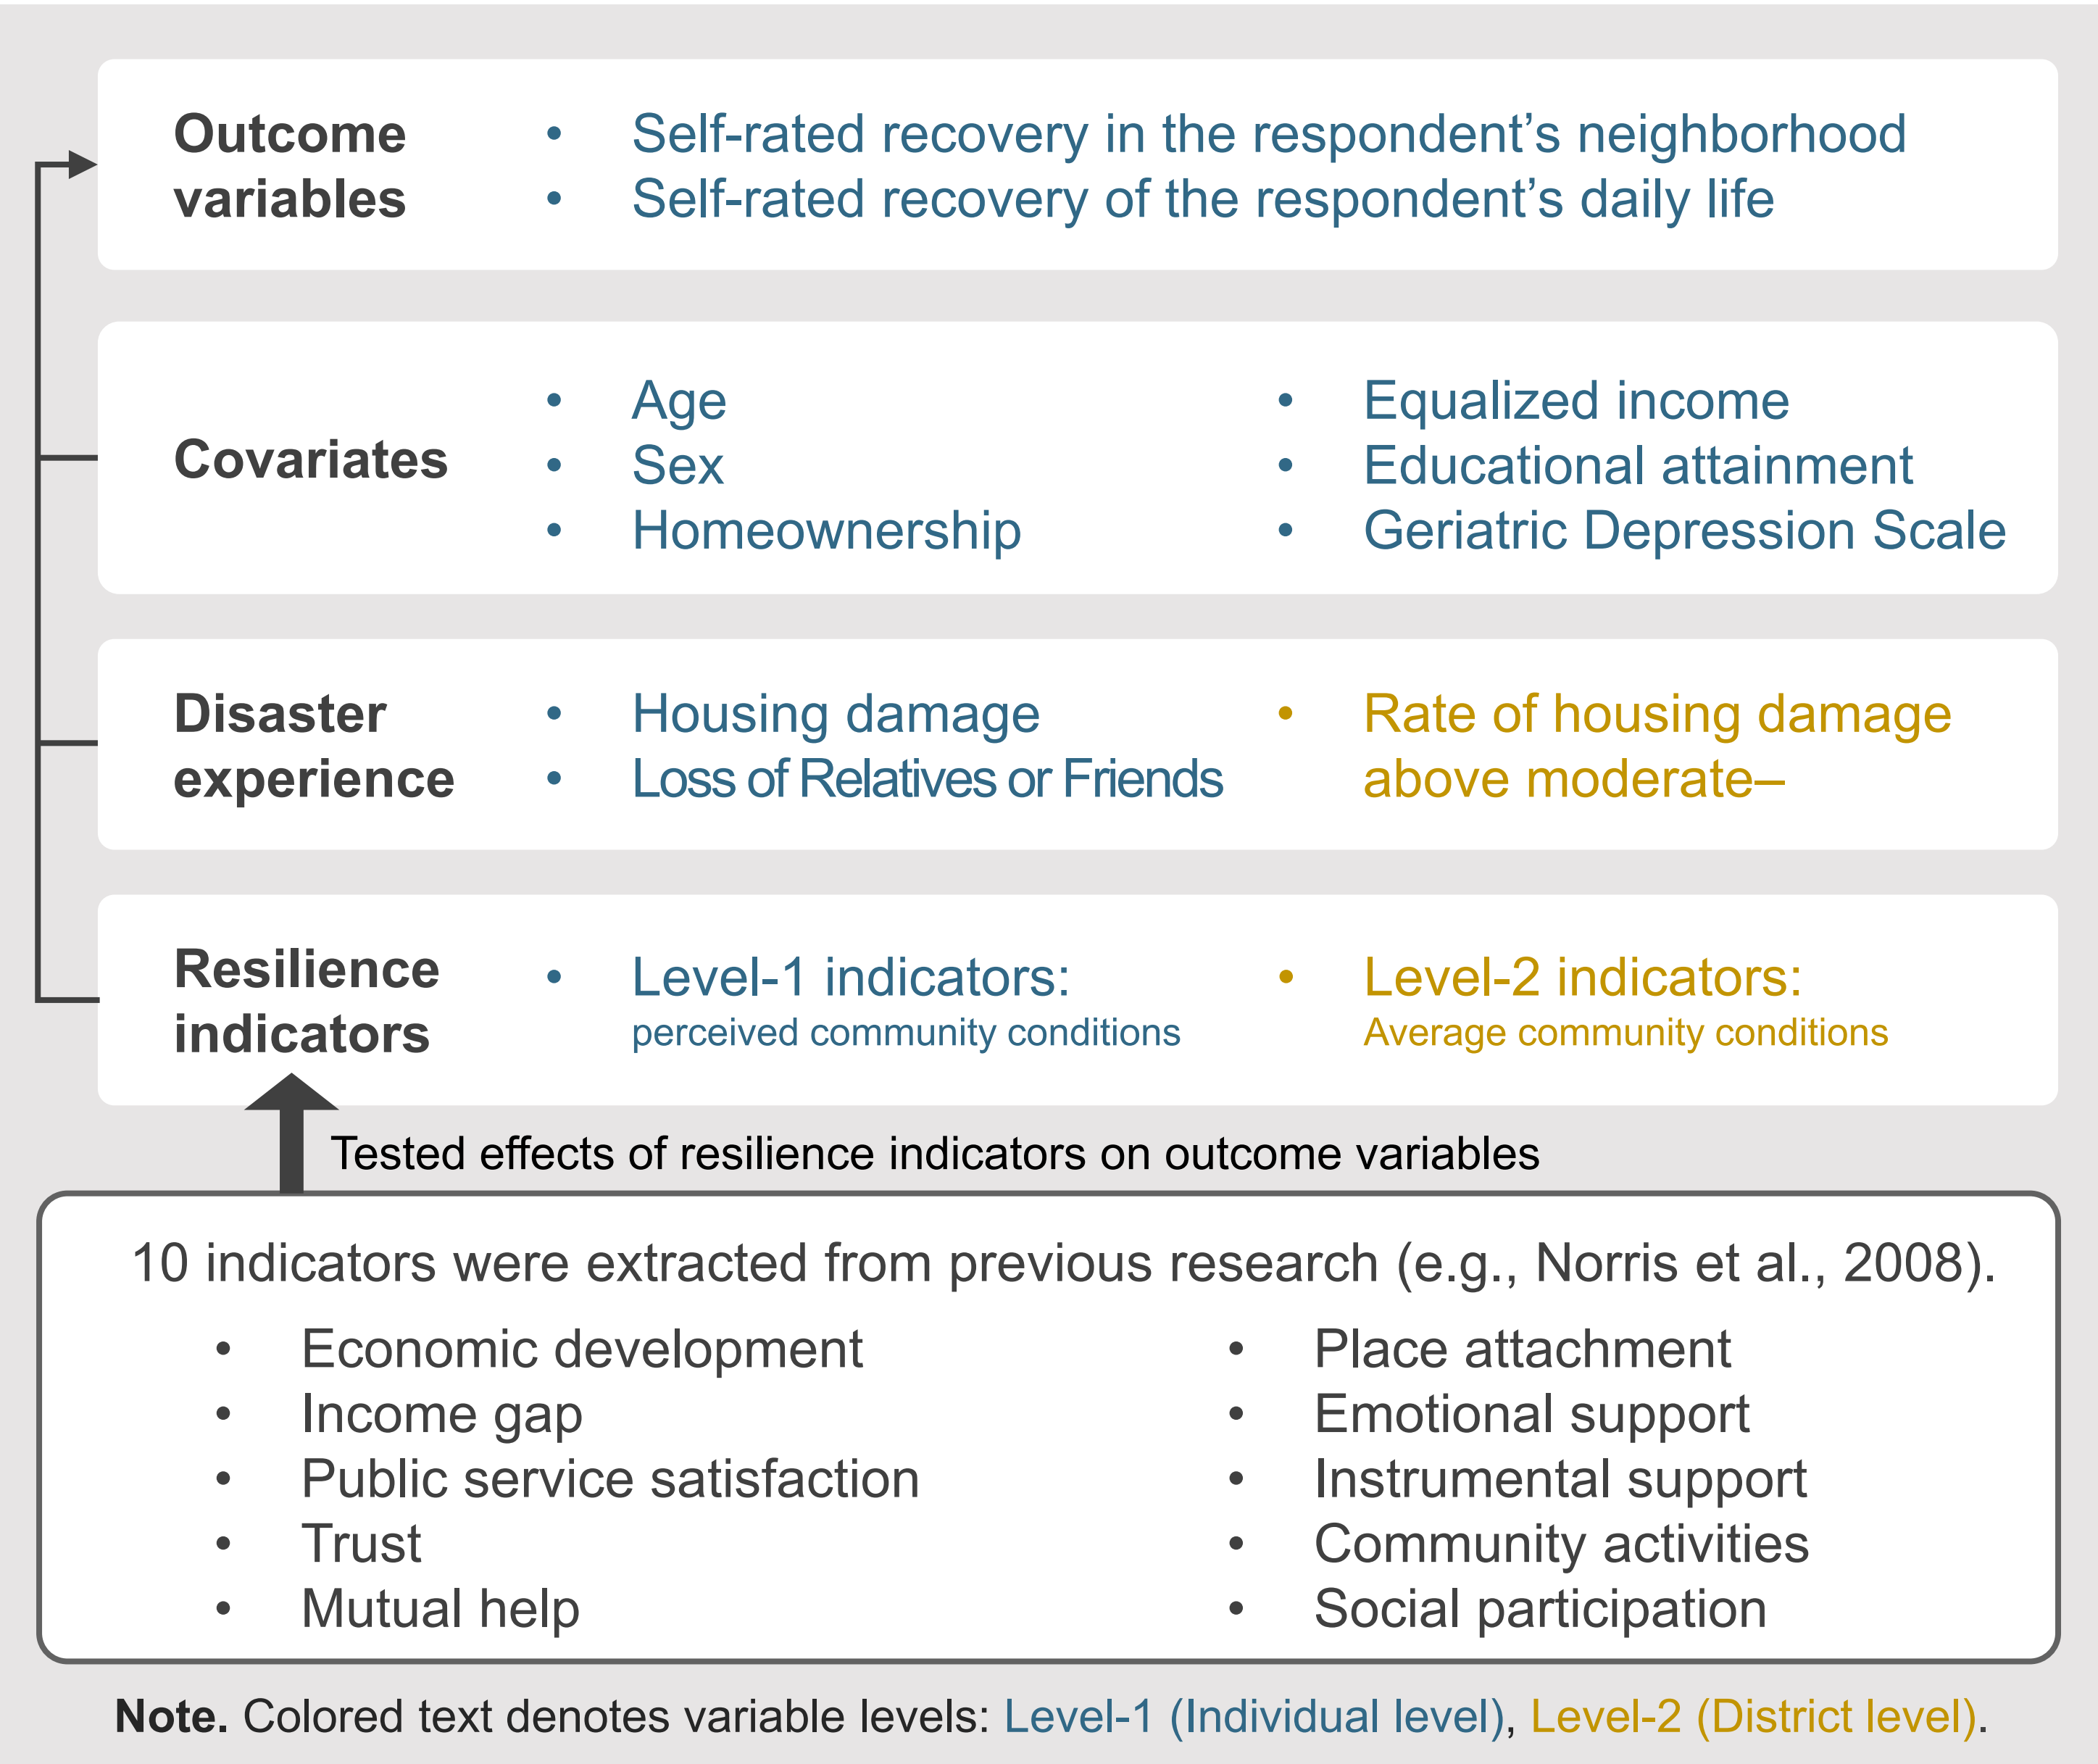 Outcome
variables
• Self-rated recovery in the respondent’s neighborhood
• Self-rated recovery of the respondent’s daily life
Covariates
• Age
• Sex
• Homeownership
• Equalized income
• Educational attainment
• Geriatric Depression Scale
Disaster
experience
• Housing damage
• Loss of Relatives or Friends
• Rate of housing damage
above moderate–
Resilience
indicators
• Level-1 indicators:
perceived community conditions
• Level-2 indicators:
Average community conditions
Tested effects of resilience indicators on outcome variables
10 indicators were extracted from previous research (e.g., Norris et al., 2008).
• Economic development
• Income gap
• Public service satisfaction
• Trust
• Mutual help
• Place attachment
• Emotional support
• Instrumental support
• Community activities
• Social participation
Note. Colored text denotes variable levels: Level-1 (Individual level), Level-2 (District level).